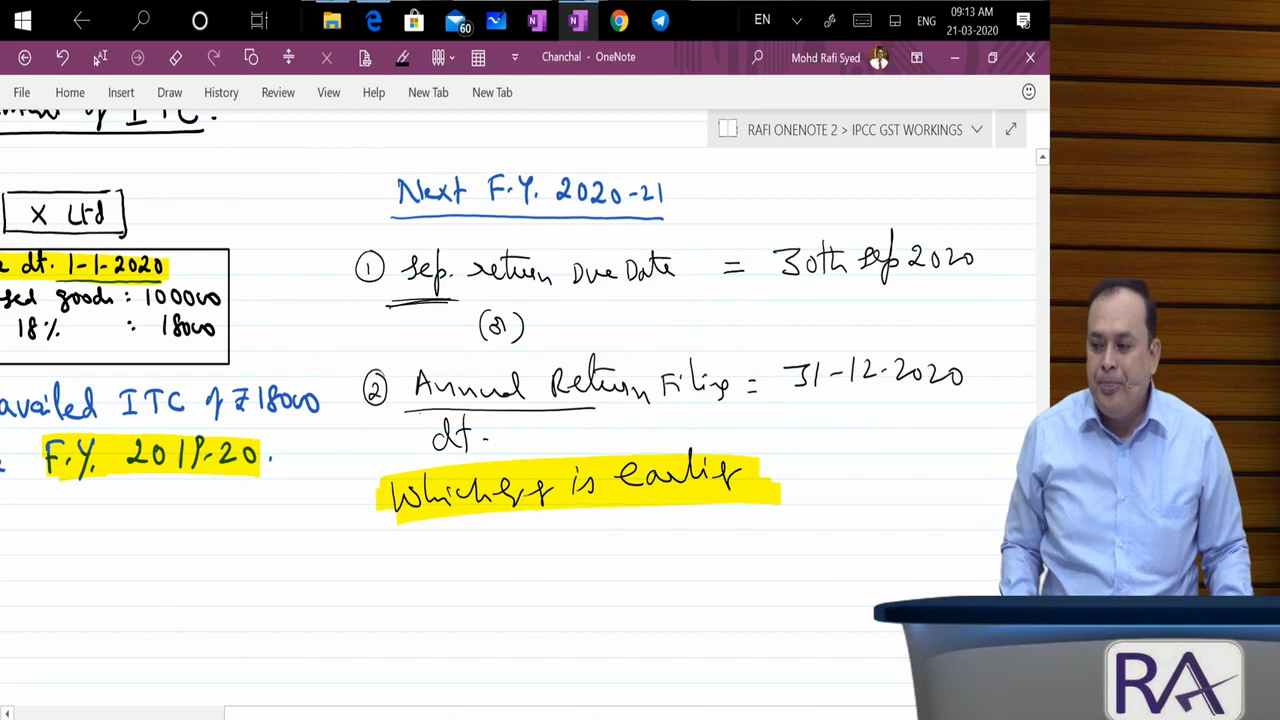 EN
ENG
09:13 AM
21-03-2020
60
Chanchal - OneNote
Mohd Rafi Syed
File Home Insert Draw History Review View Help New Tab New Tab
of ITC.
RAFI ONENOTE 2 > IPCC GST WORKINGS
X Ltd
dt. 1-1-2020
goods : 100000
18% : 18000
availed ITC of ₹18000
F.Y. 2019-20.
Next F.Y. 2020-21
① Sep. return Due Date = 30th Sep 2020
(or)
② Annual Return Filing = 31-12-2020
dt.
Whichever is earlier
RA